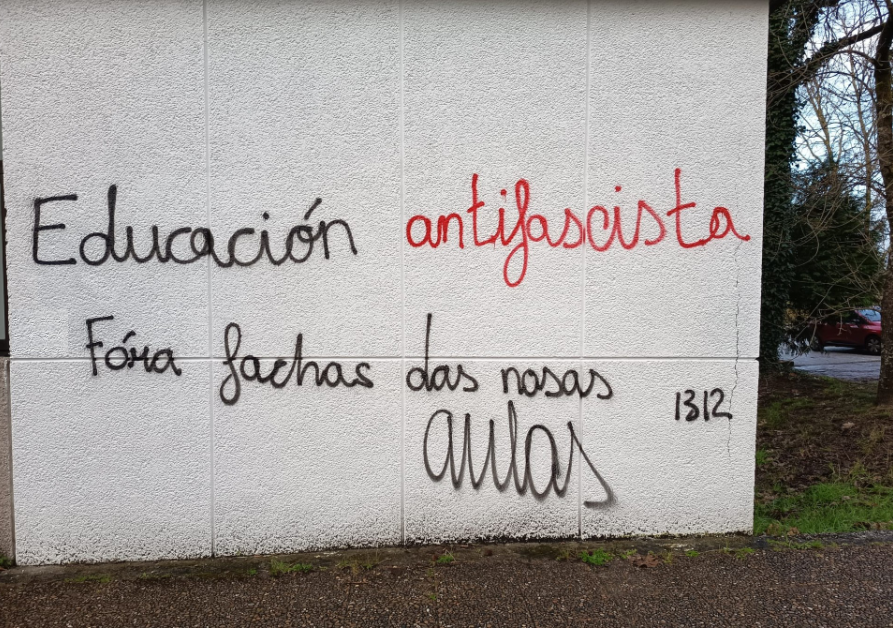 Educación antifascista
Fóra fachas das nosas
aulas
1312